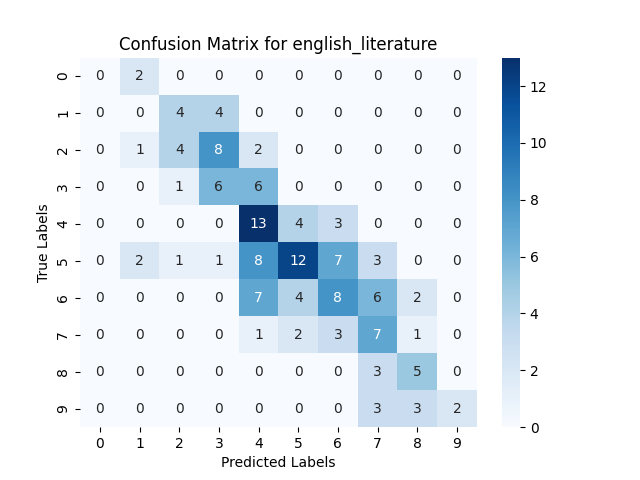 Confusion Matrix for english_literature
0 0 2 0 0 0 0 0 0 0 0
1 0 0 4 4 0 0 0 0 0 0
2 0 1 4 8 2 0 0 0 0 0
3 0 0 1 6 6 0 0 0 0 0
4 0 0 0 0 13 4 3 0 0 0
5 0 2 1 1 8 12 7 3 0 0
6 0 0 0 0 7 4 8 6 2 0
7 0 0 0 0 1 2 3 7 1 0
8 0 0 0 0 0 0 0 3 5 0
9 0 0 0 0 0 0 0 3 3 2
0 1 2 3 4 5 6 7 8 9
Predicted Labels
True Labels
12
10
8
6
4
2
0